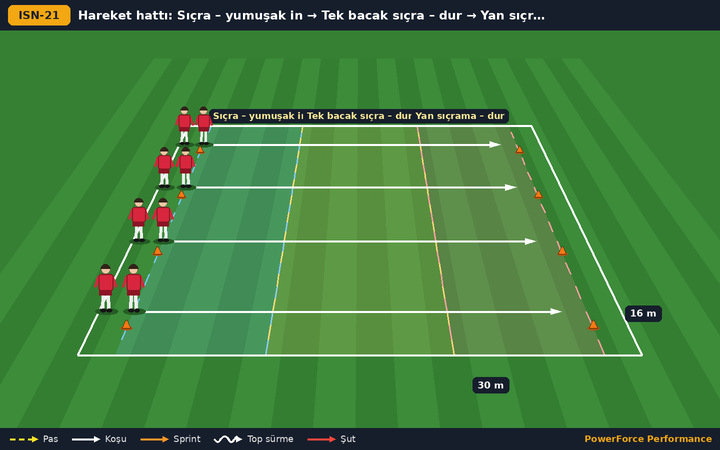 ISN-21
Hareket hattı: Sıçra – yumuşak in → Tek bacak sıçra – dur → Yan sıçr...
Sıçra – yumuşak in Tek bacak sıçra – dur Yan sıçrama – dur
16 m
30 m
Pas
Koşu
Sprint
Top sürme
Şut
PowerForce Performance